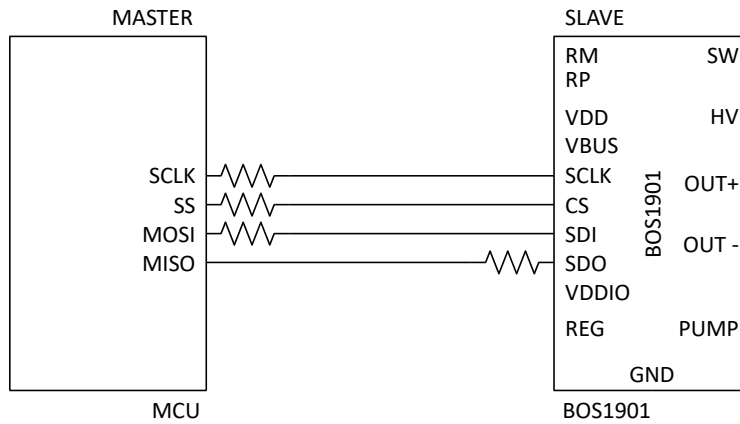 MASTER
SLAVE
RM
SW
RP
VDD
HV
VBUS
SCLK
SCLK
SS
CS
OUT+
MOSI
SDI
BOS1901
OUT -
MISO
SDO
VDDIO
REG
PUMP
GND
MCU
BOS1901